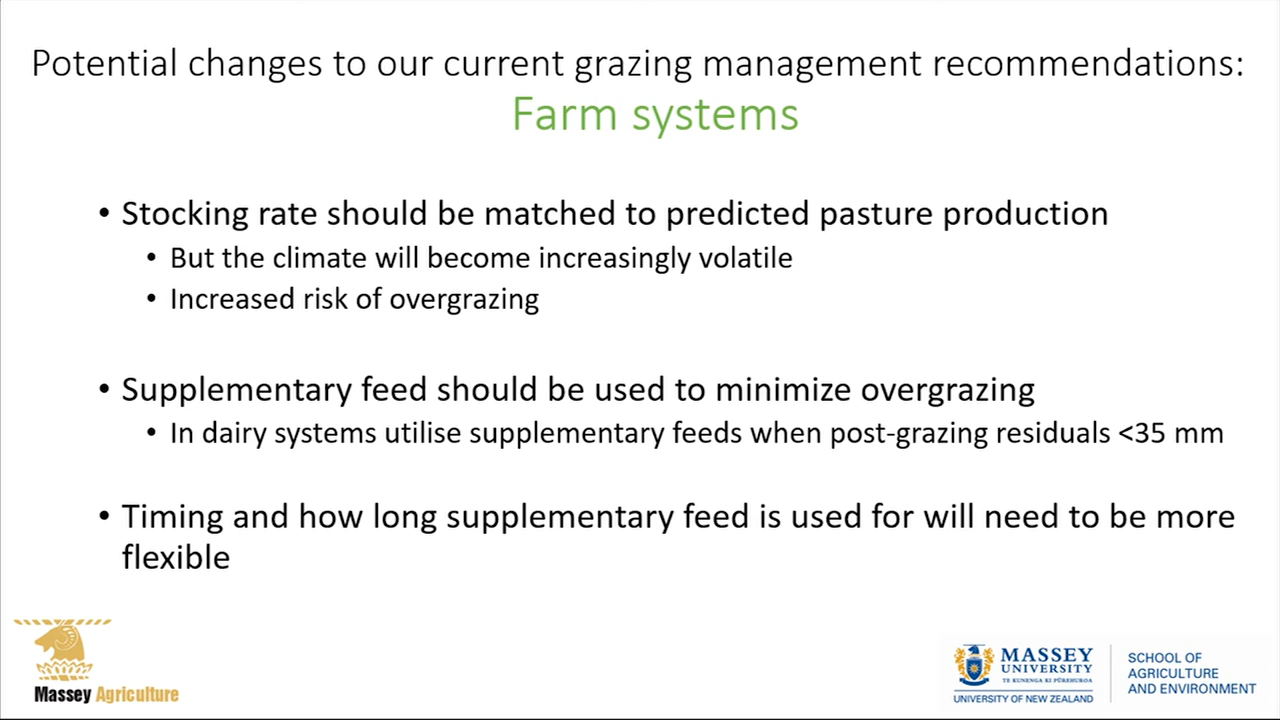 Potential changes to our current grazing management recommendations:
Farm systems
• Stocking rate should be matched to predicted pasture production
• But the climate will become increasingly volatile
• Increased risk of overgrazing
• Supplementary feed should be used to minimize overgrazing
• In dairy systems utilise supplementary feeds when post-grazing residuals <35 mm
• Timing and how long supplementary feed is used for will need to be more
flexible
Massey Agriculture
MASSEY
UNIVERSITY
TE KUNENGA KI PŪREHUROA
UNIVERSITY OF NEW ZEALAND
SCHOOL OF
AGRICULTURE
AND ENVIRONMENT